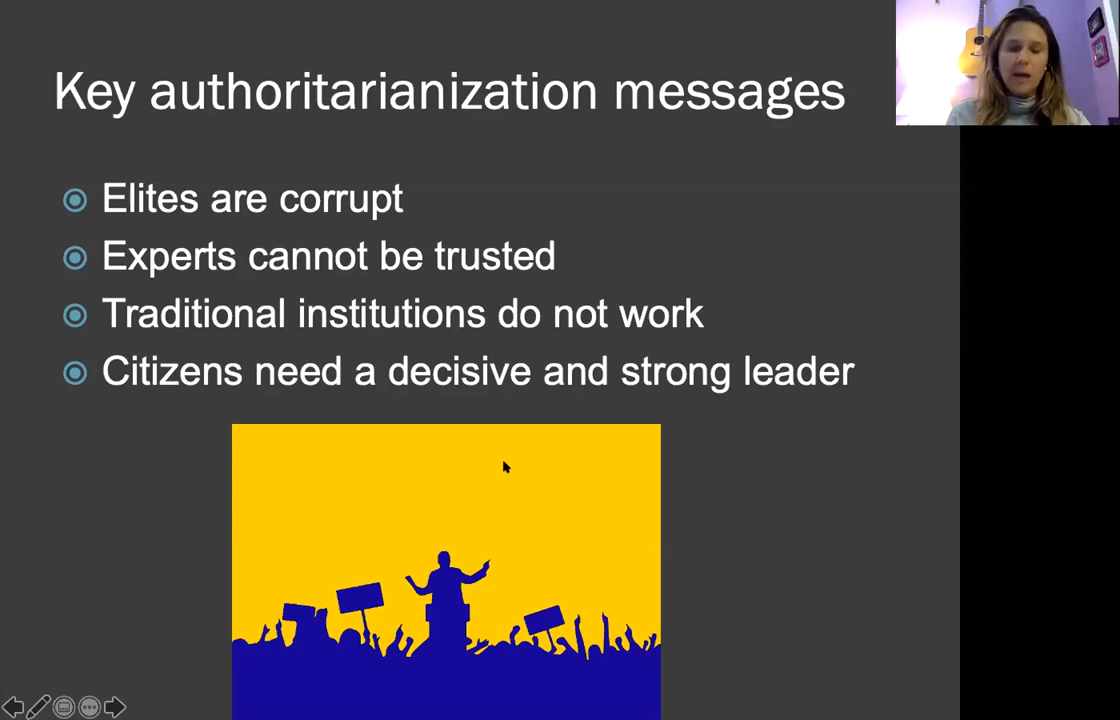 Key authoritarianization messages
Elites are corrupt
Experts cannot be trusted
Traditional institutions do not work
Citizens need a decisive and strong leader